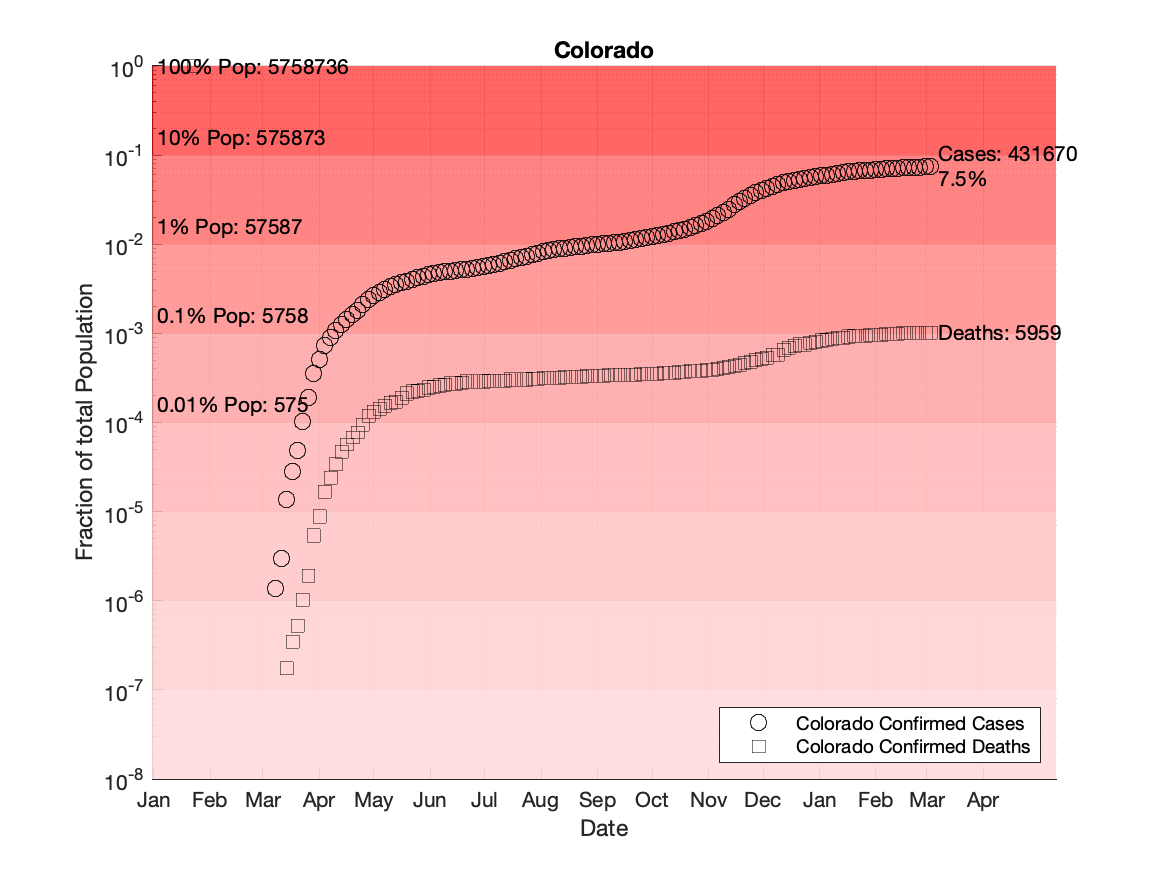 Colorado
10^0
100% Pop: 5758736
10% Pop: 575873
10^-1
Cases: 431670
7.5%
1% Pop: 57587
10^-2
0.1% Pop: 5758
10^-3
Deaths: 5959
0.01% Pop: 575
10^-4
10^-5
10^-6
10^-7
10^-8
Fraction of total Population
Colorado Confirmed Cases
Colorado Confirmed Deaths
Jan Feb Mar Apr May Jun Jul Aug Sep Oct Nov Dec Jan Feb Mar Apr
Date